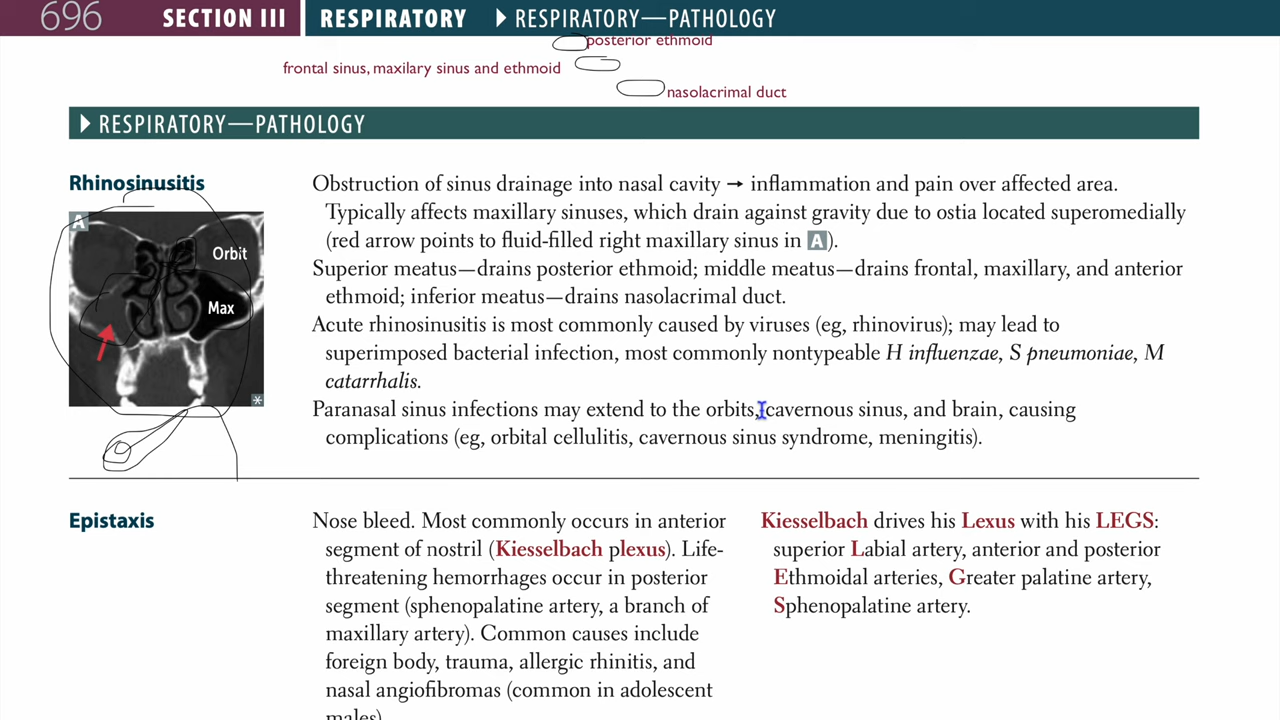 696 SECTION III RESPIRATORY ▶ RESPIRATORY—PATHOLOGY
posterior ethmoid
frontal sinus, maxilary sinus and ethmoid
nasolacrimal duct
▶ RESPIRATORY—PATHOLOGY
Rhinosinusitis
A
Orbit
Max
*
Obstruction of sinus drainage into nasal cavity → inflammation and pain over affected area.
Typically affects maxillary sinuses, which drain against gravity due to ostia located superomedially
(red arrow points to fluid-filled right maxillary sinus in A).
Superior meatus—drains posterior ethmoid; middle meatus—drains frontal, maxillary, and anterior
ethmoid; inferior meatus—drains nasolacrimal duct.
Acute rhinosinusitis is most commonly caused by viruses (eg, rhinovirus); may lead to
superimposed bacterial infection, most commonly nontypeable H influenzae, S pneumoniae, M
catarrhalis.
Paranasal sinus infections may extend to the orbits, cavernous sinus, and brain, causing
complications (eg, orbital cellulitis, cavernous sinus syndrome, meningitis).
Epistaxis
Nose bleed. Most commonly occurs in anterior
segment of nostril (Kiesselbach plexus). Life-
threatening hemorrhages occur in posterior
segment (sphenopalatine artery, a branch of
maxillary artery). Common causes include
foreign body, trauma, allergic rhinitis, and
nasal angiofibromas (common in adolescent
males).
Kiesselbach drives his Lexus with his LEGS:
superior Labial artery, anterior and posterior
Ethmoidal arteries, Greater palatine artery,
Sphenopalatine artery.